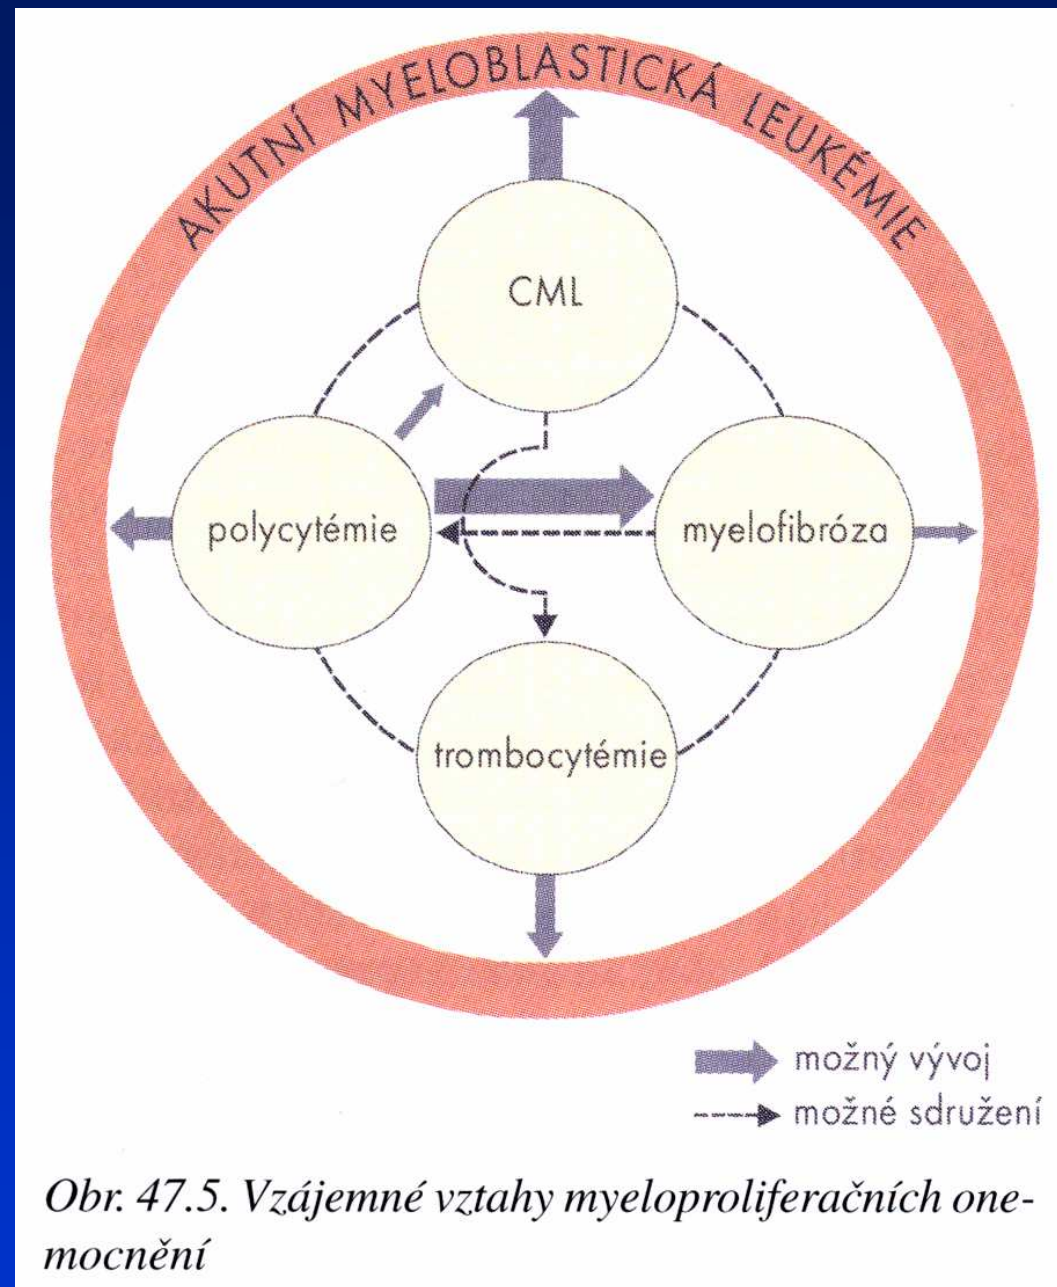 AKUTNÍ MYELOBLASTICKÁ LEUKÉMIE
CML
polycytémie
myelofibróza
trombocytémie
možný vývoj
možné sdružení
Obr. 47.5. Vzájemné vztahy myeloproliferačních one-
mocnění